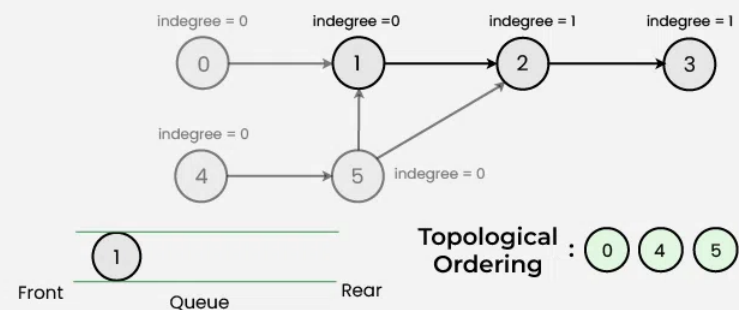 indegree = 0 indegree =0 indegree = 1 indegree = 1
0 1 2 3
indegree = 0
4 5 indegree = 0
Topological
Ordering : 0 4 5
1
Front Queue Rear